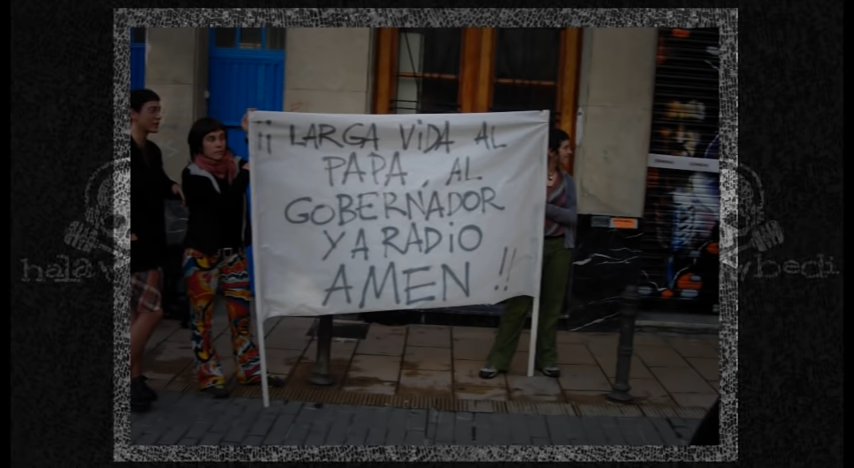 ¡¡ LARGA ViDA AL
PAPA, AL
GOBERNADOR
Y A RADiO
AMEN !!